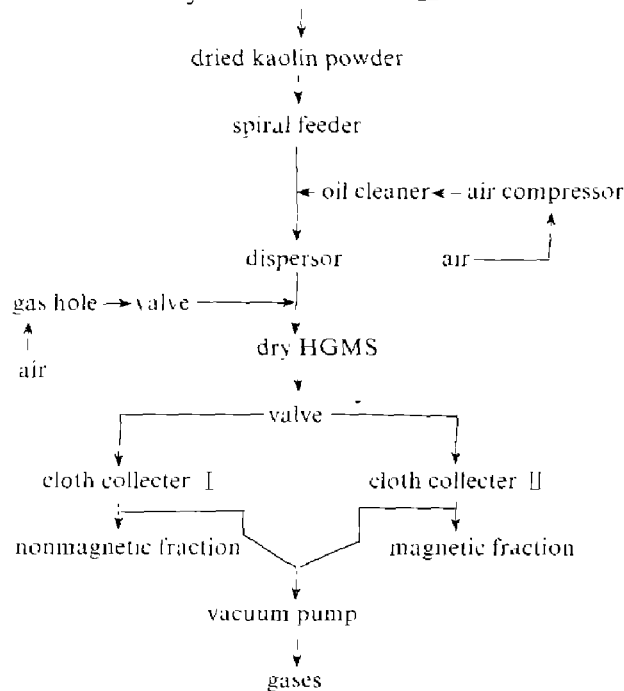 dried kaolin powder
spiral feeder
oil cleaner air compressor
dispersor air
gas hole valve
dry HGMS
air
valve
cloth collecter I cloth collecter II
nonmagnetic fraction magnetic fraction
vacuum pump
gases